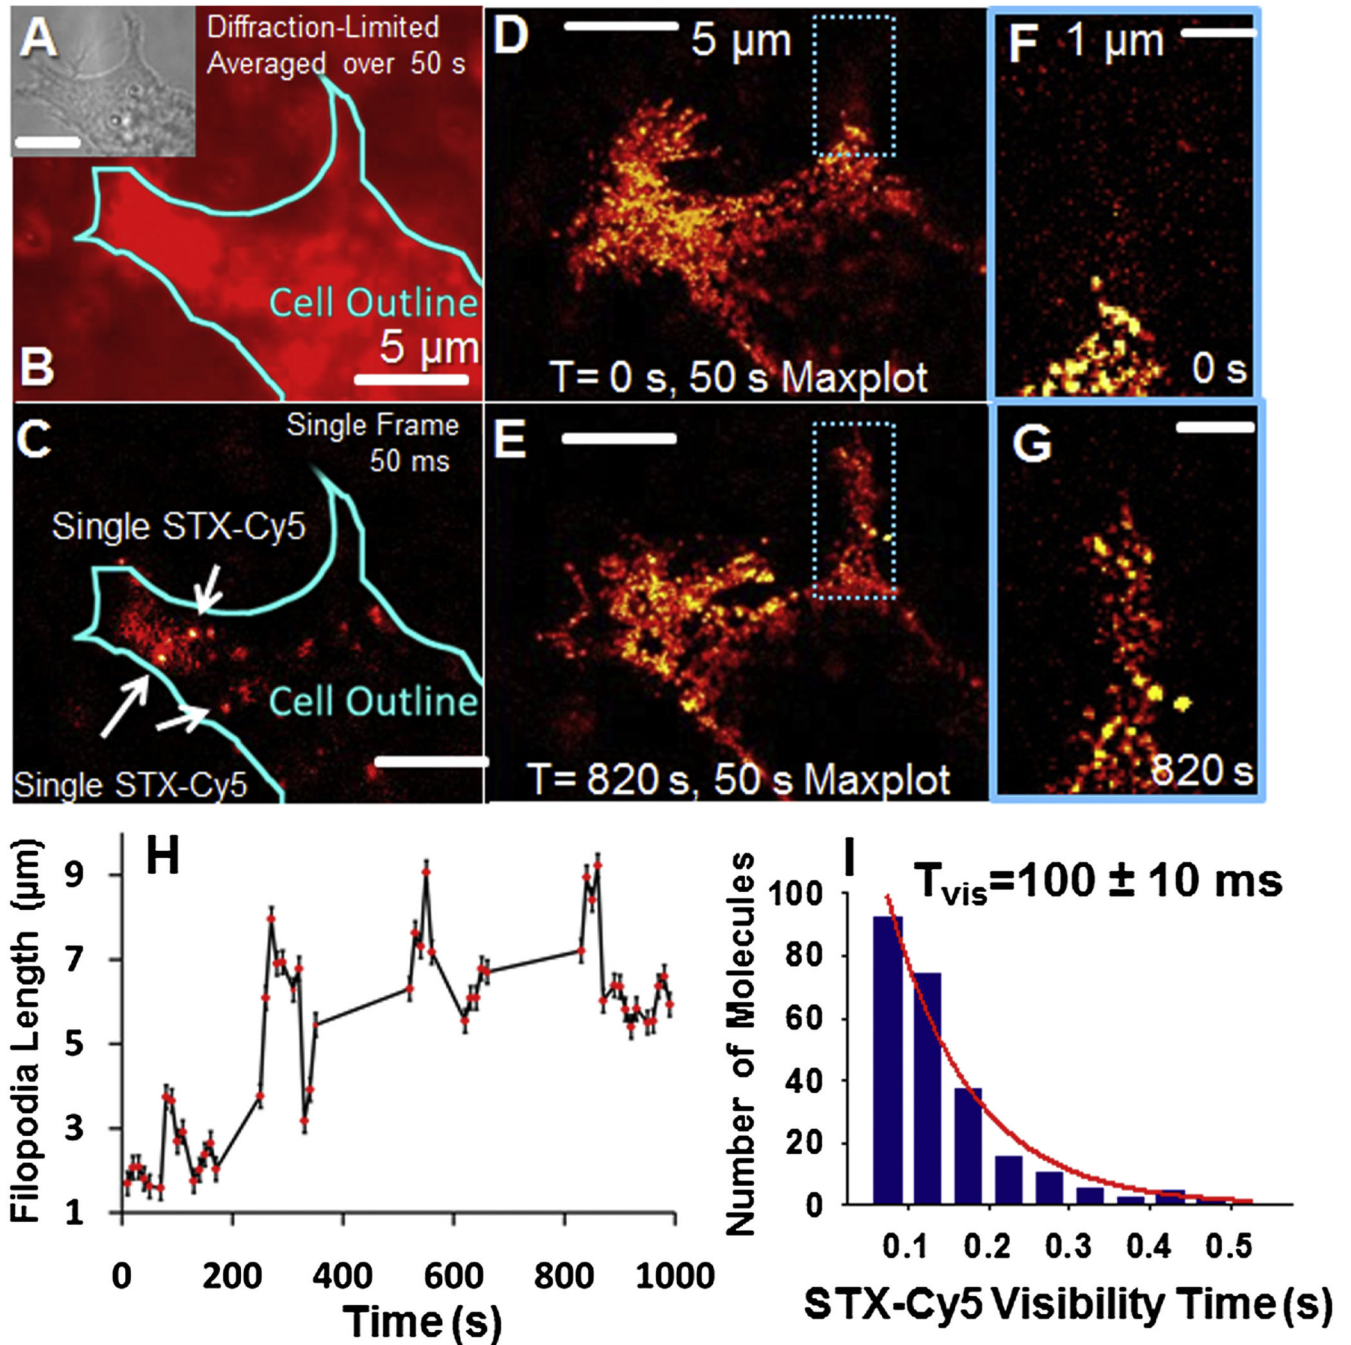 A
Diffraction-Limited
Averaged over 50 s
Cell Outline
5 µm
B
C
Single Frame
50 ms
Single STX-Cy5
Cell Outline
Single STX-Cy5
D
5 µm
T= 0 s, 50 s Maxplot
E
T= 820 s, 50 s Maxplot
F
1 µm
0 s
G
820 s
H
Filopodia Length (µm)
9
7
5
3
1
0 200 400 600 800 1000
Time (s)
I
Tvis=100 ± 10 ms
Number of Molecules
100
80
60
40
20
0
0.1 0.2 0.3 0.4 0.5
STX-Cy5 Visibility Time (s)